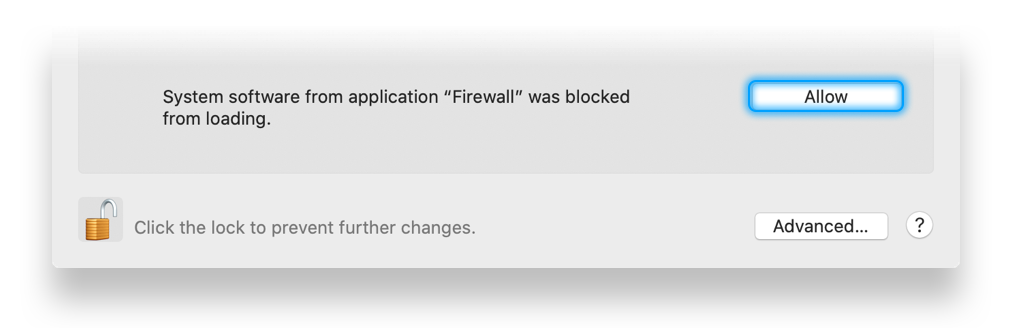 System software from application “Firewall” was blocked
from loading.
Allow
Click the lock to prevent further changes.
Advanced...
?